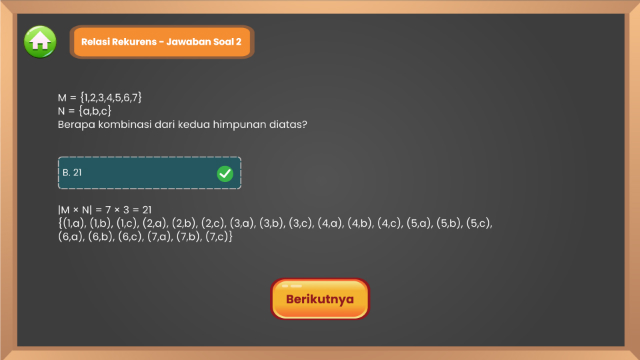 Relasi Rekurens - Jawaban Soal 2
M = {1,2,3,4,5,6,7}
N = {a,b,c}
Berapa kombinasi dari kedua himpunan diatas?
B. 21
|M × N| = 7 × 3 = 21
{(1,a), (1,b), (1,c), (2,a), (2,b), (2,c), (3,a), (3,b), (3,c), (4,a), (4,b), (4,c), (5,a), (5,b), (5,c),
(6,a), (6,b), (6,c), (7,a), (7,b), (7,c)}
Berikutnya